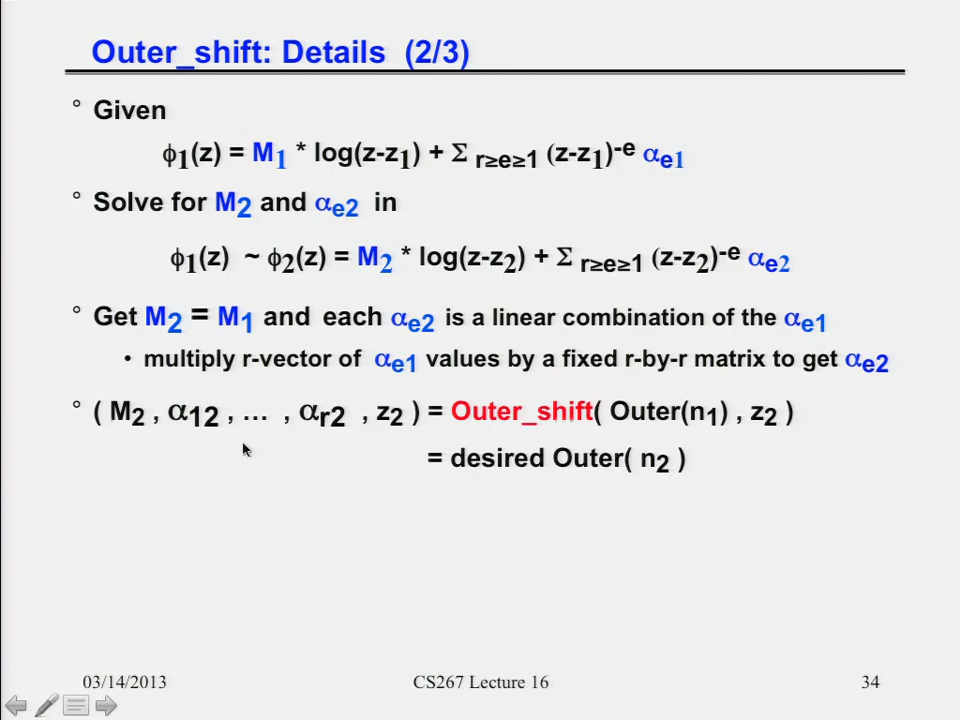 Outer_shift: Details (2/3)
° Given
ϕ1(z) = M1 * log(z-z1) + Σ r≥e≥1 (z-z1)-e αe1
° Solve for M2 and αe2 in
ϕ1(z) ~ ϕ2(z) = M2 * log(z-z2) + Σ r≥e≥1 (z-z2)-e αe2
° Get M2 = M1 and each αe2 is a linear combination of the αe1
• multiply r-vector of αe1 values by a fixed r-by-r matrix to get αe2
° ( M2 , α12 , … , αr2 , z2 ) = Outer_shift( Outer(n1) , z2 )
= desired Outer( n2 )
03/14/2013 CS267 Lecture 16 34